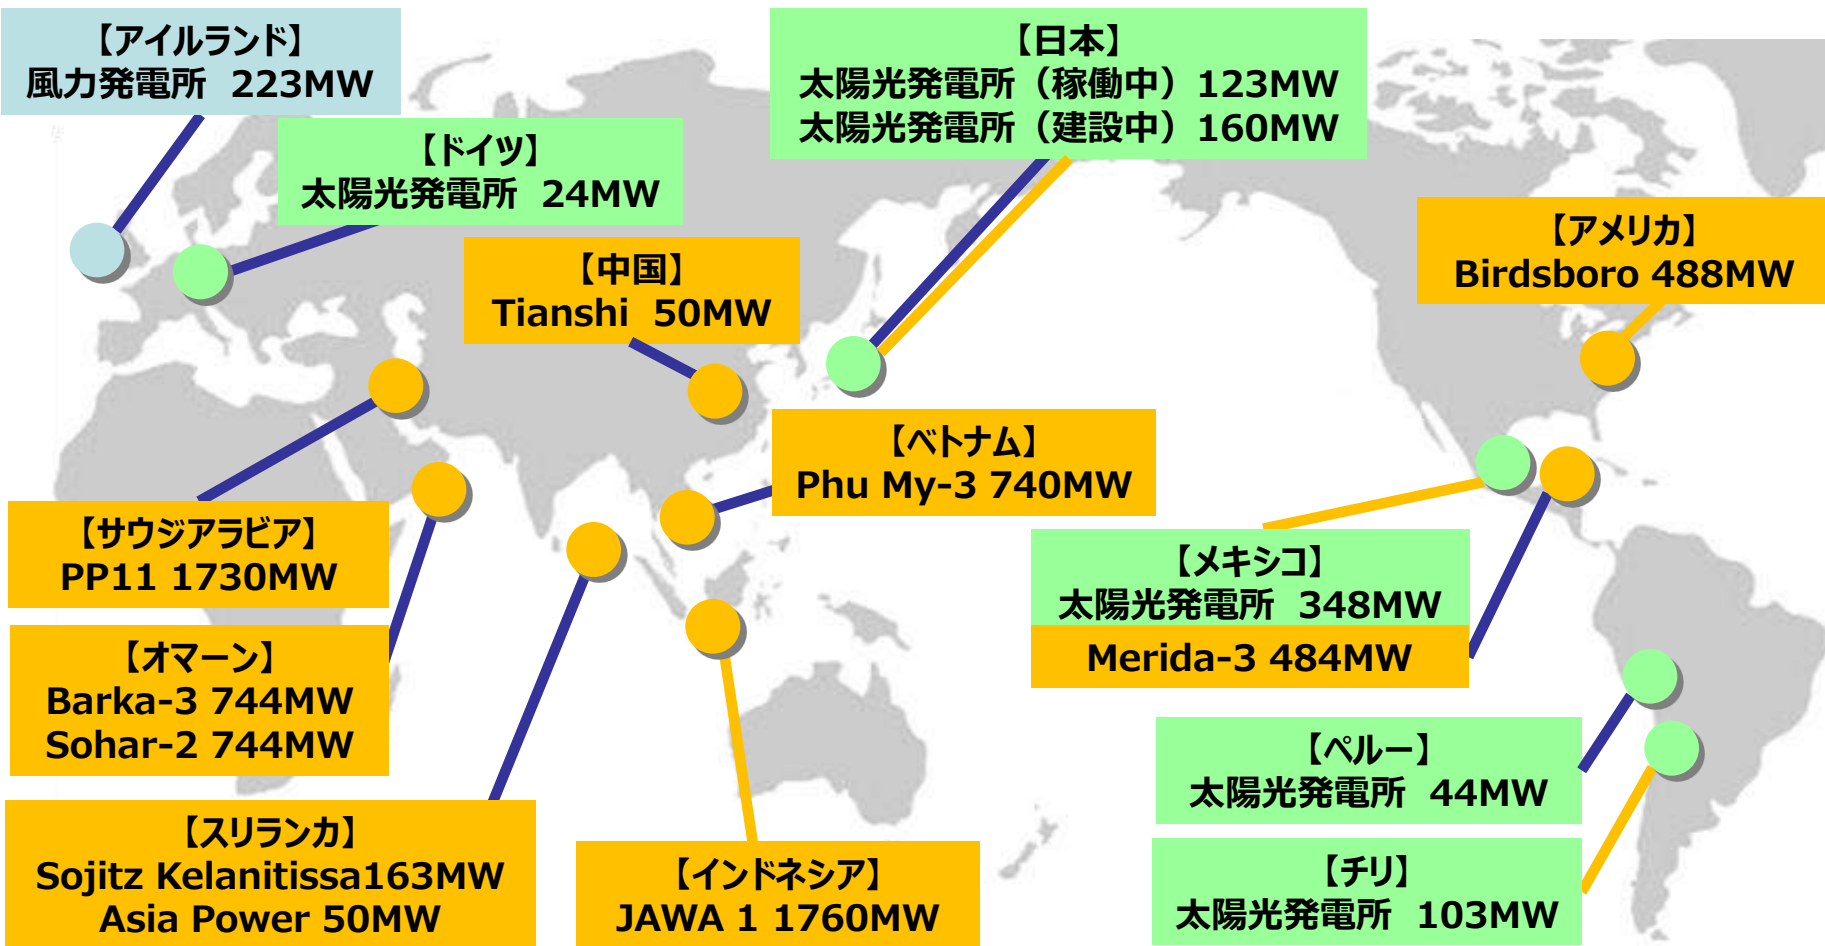 【アイルランド】
風力発電所 223MW
【日本】
太陽光発電所（稼働中）123MW
太陽光発電所（建設中）160MW
【ドイツ】
太陽光発電所 24MW
【アメリカ】
Birdsboro 488MW
【中国】
Tianshi 50MW
【ベトナム】
Phu My-3 740MW
【サウジアラビア】
PP11 1730MW
【メキシコ】
太陽光発電所 348MW
Merida-3 484MW
【オマーン】
Barka-3 744MW
Sohar-2 744MW
【ペルー】
太陽光発電所 44MW
【スリランカ】
Sojitz Kelanitissa163MW
Asia Power 50MW
【インドネシア】
JAWA 1 1760MW
【チリ】
太陽光発電所 103MW